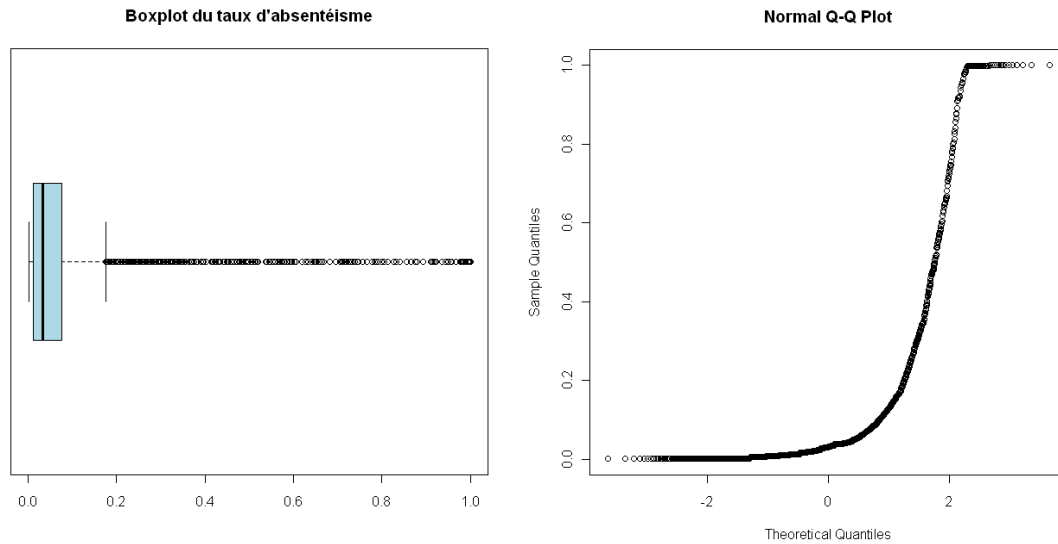 Boxplot du taux d'absentéisme
0.0 0.2 0.4 0.6 0.8 1.0
Normal Q-Q Plot
Sample Quantiles
1.0
0.8
0.6
0.4
0.2
0.0
-2 0 2
Theoretical Quantiles